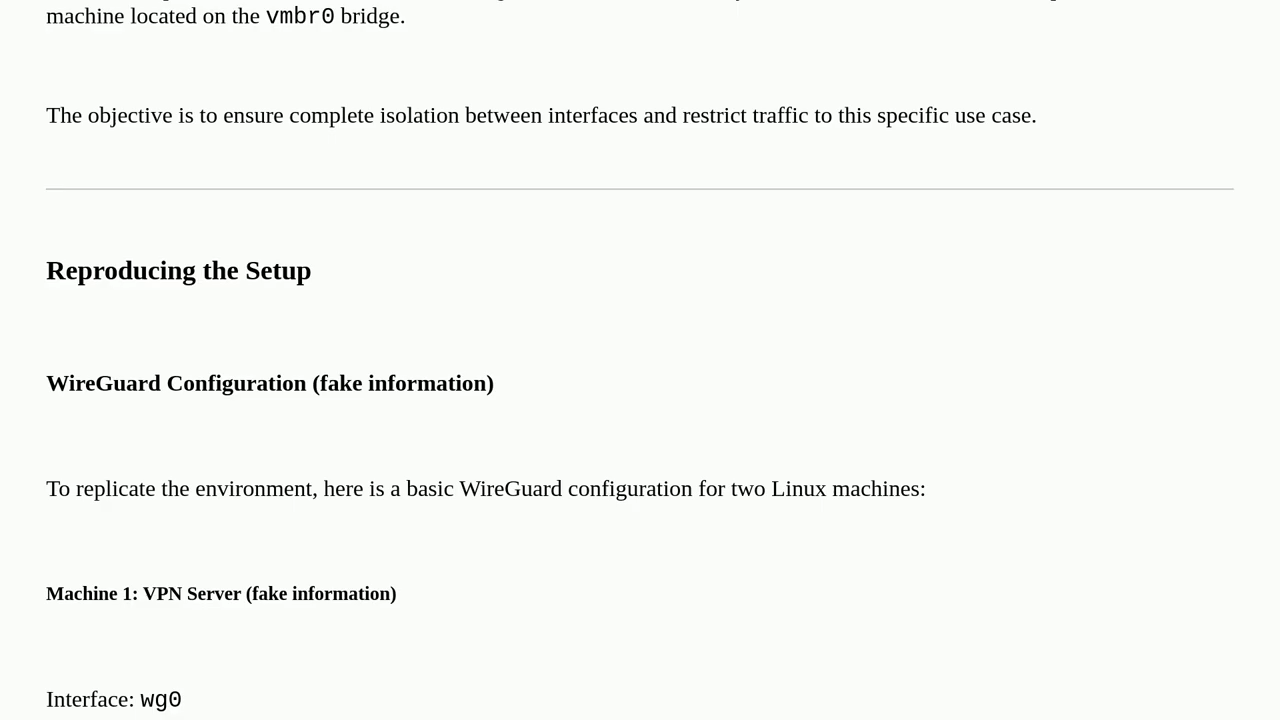 machine located on the vmbr0 bridge.
The objective is to ensure complete isolation between interfaces and restrict traffic to this specific use case.
Reproducing the Setup
WireGuard Configuration (fake information)
To replicate the environment, here is a basic WireGuard configuration for two Linux machines:
Machine 1: VPN Server (fake information)
Interface: wg0